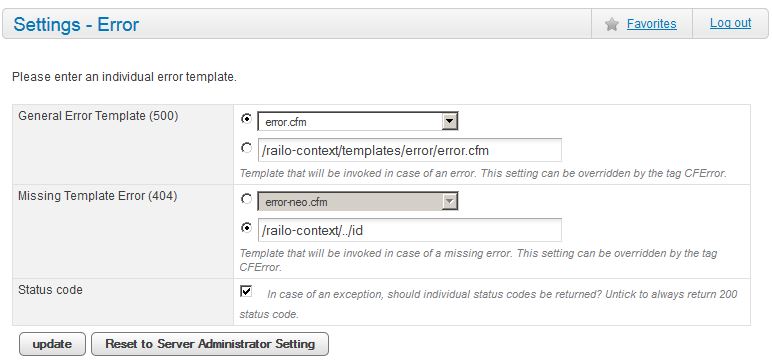 Settings - Error
Favorites
Log out
Please enter an individual error template.
General Error Template (500)
error.cfm
/railo-context/templates/error/error.cfm
Template that will be invoked in case of an error. This setting can be overridden by the tag CFError.
Missing Template Error (404)
error-neo.cfm
/railo-context/../id
Template that will be invoked in case of a missing error. This setting can be overridden by the tag
CFError.
Status code
In case of an exception, should individual status codes be returned? Untick to always return 200
status code.
update
Reset to Server Administrator Setting